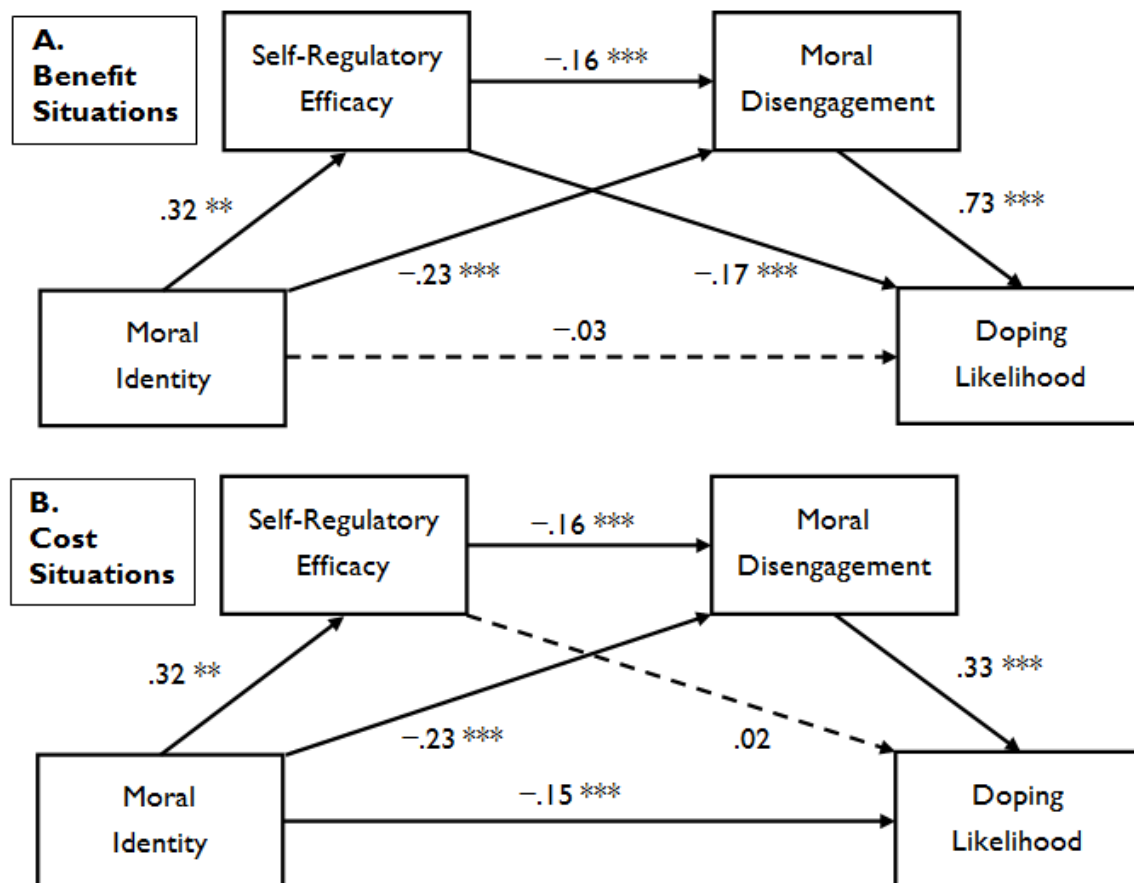 A.
Benefit
Situations
Self-Regulatory
Efficacy
−.16 ***
Moral
Disengagement
.32 **
.73 ***
−.23 ***
−.17 ***
Moral
Identity
−.03
Doping
Likelihood
B.
Cost
Situations
Self-Regulatory
Efficacy
−.16 ***
Moral
Disengagement
.32 **
.33 ***
−.23 ***
.02
Moral
Identity
−.15 ***
Doping
Likelihood